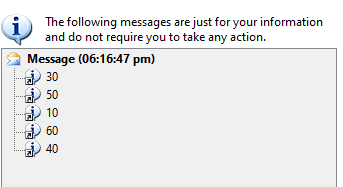 The following messages are just for your information
and do not require you to take any action.
Message (06:16:47 pm)
30
50
10
60
40